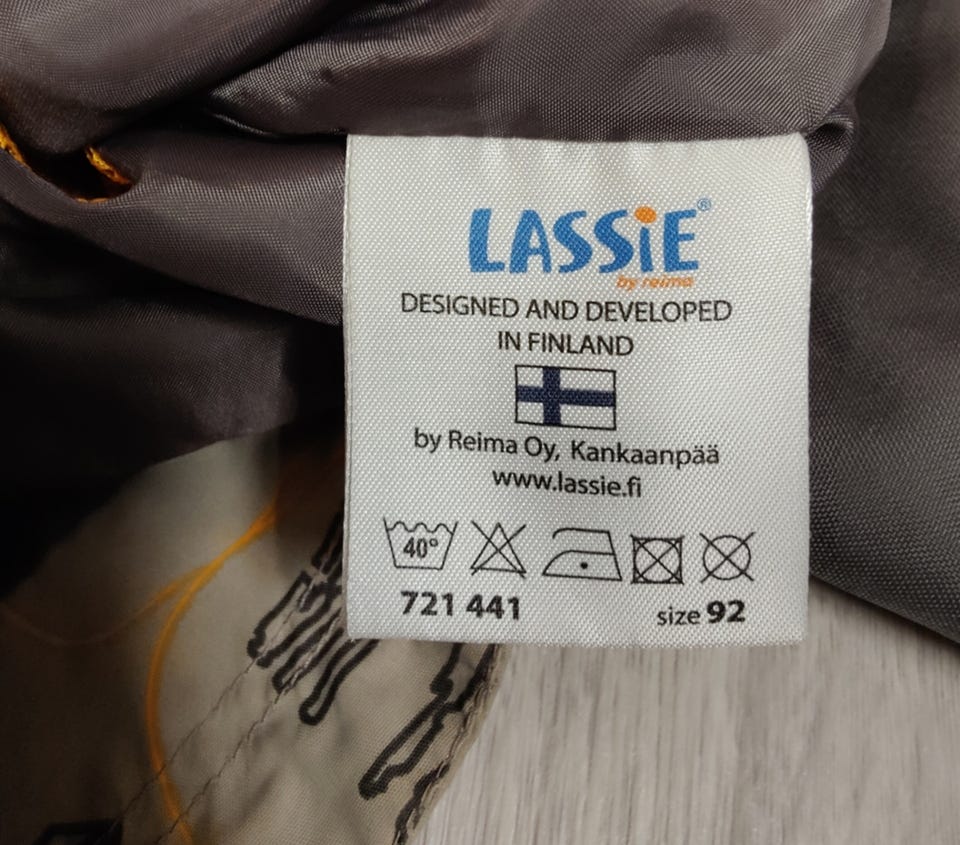 LASSiE®
by reima
DESIGNED AND DEVELOPED
IN FINLAND
by Reima Oy, Kankaanpää
www.lassie.fi
40°
721 441 size 92